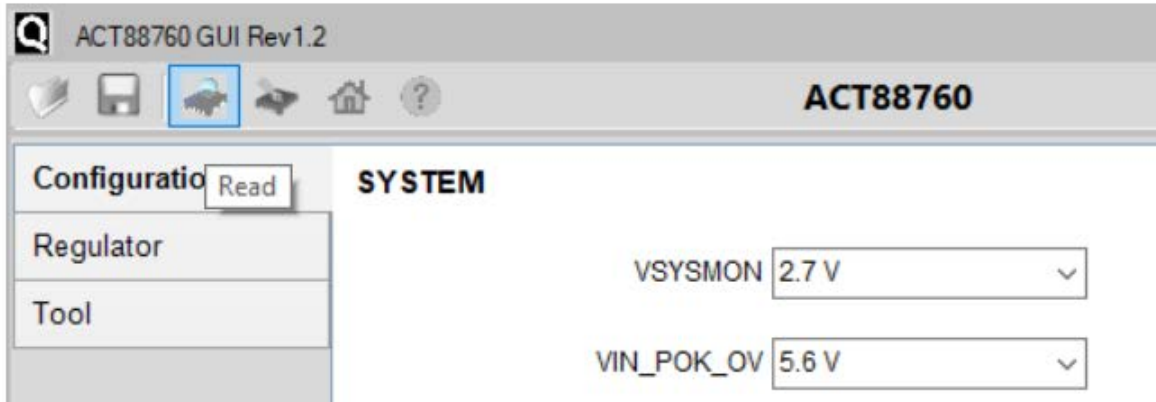 ACT88760 GUI Rev1.2
ACT88760
Configuratio
Read
SYSTEM
Regulator
VSYSMON 2.7 V
Tool
VIN_POK_OV 5.6 V